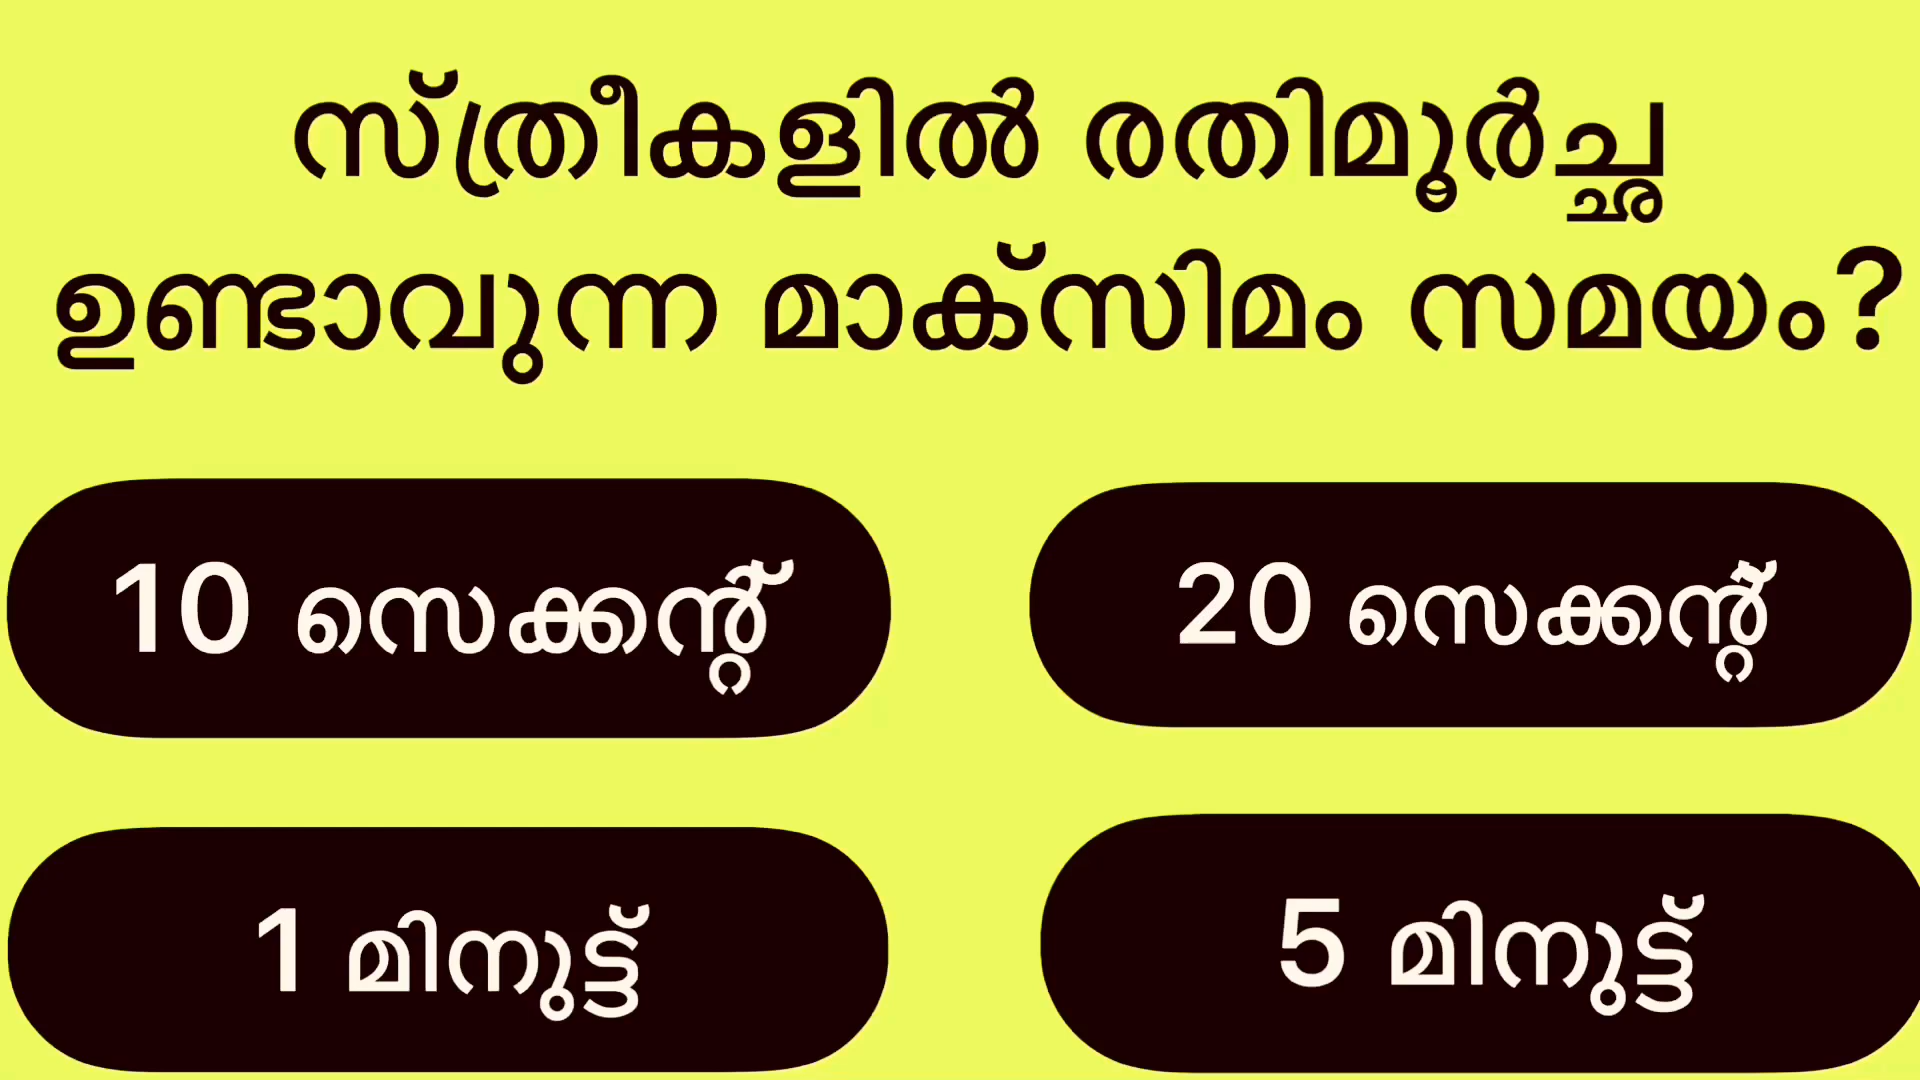 സ്ത്രീകളിൽ രതിമൂർച്ഛ
ഉണ്ടാവുന്ന മാക്സിമം സമയം?
10 സെക്കന്റ്
20 സെക്കന്റ്
1 മിനുട്ട്
5 മിനുട്ട്